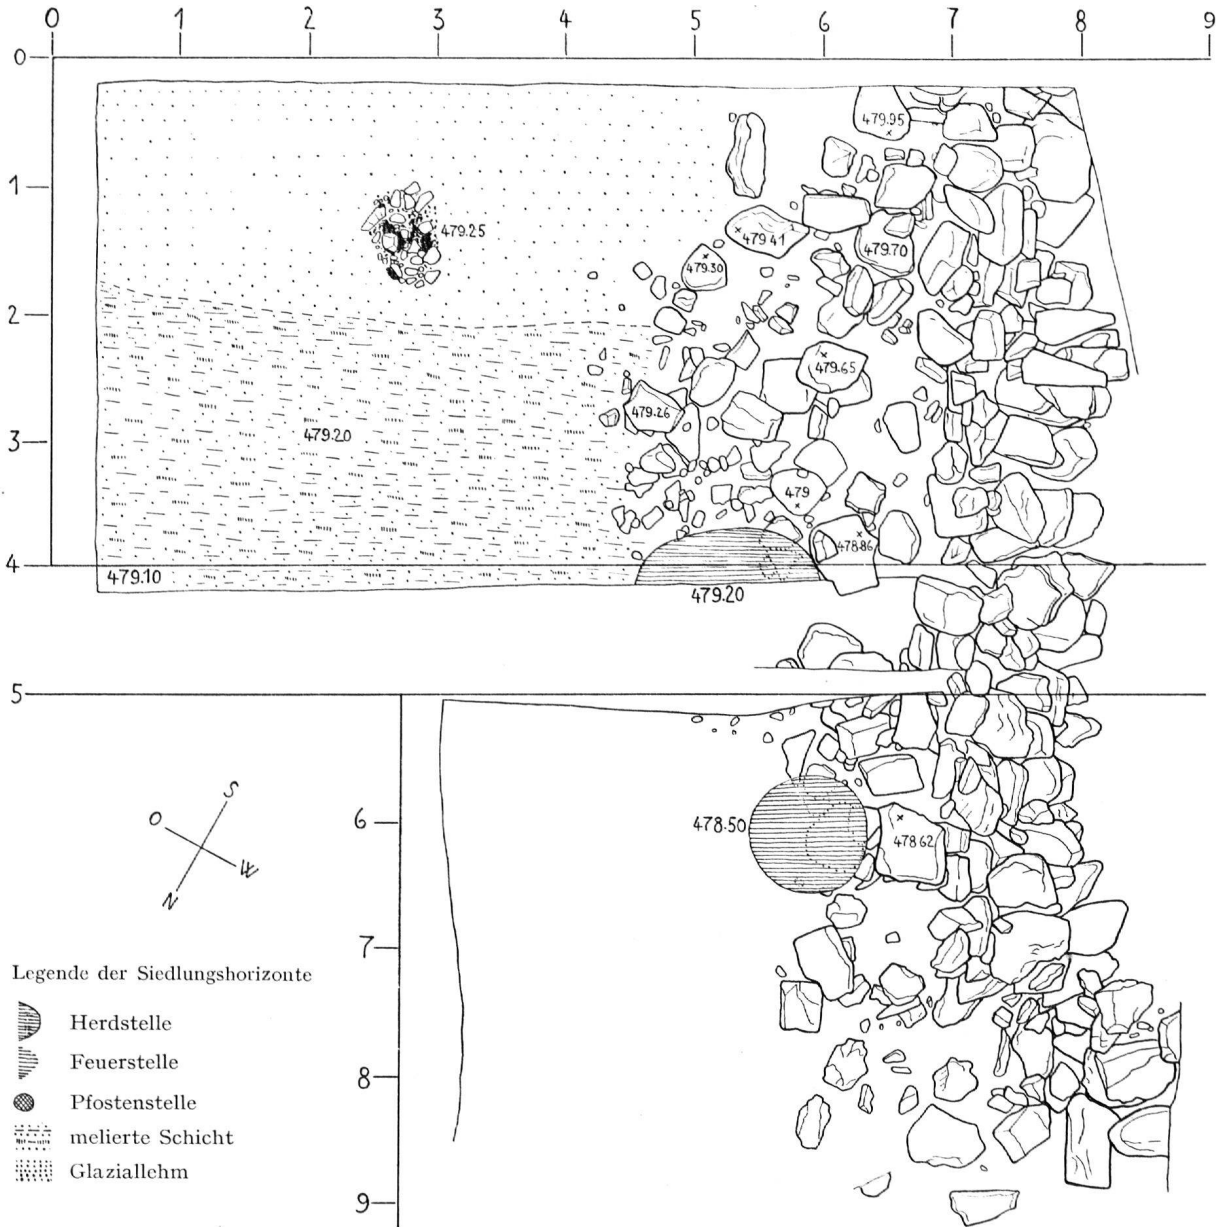 0 1 2 3 4 5 6 7 8 9
0
479.95
1
479.25
479.41
479.70
479.30
2
479.65
479.26
479.20
3
479
478.86
4
479.10
479.20
5
S
O
6
478.50
478.62
W
N
7
Legende der Siedlungshorizonte
Herdstelle
Feuerstelle
8
Pfostenstelle
melierte Schicht
Glaziallehm
9